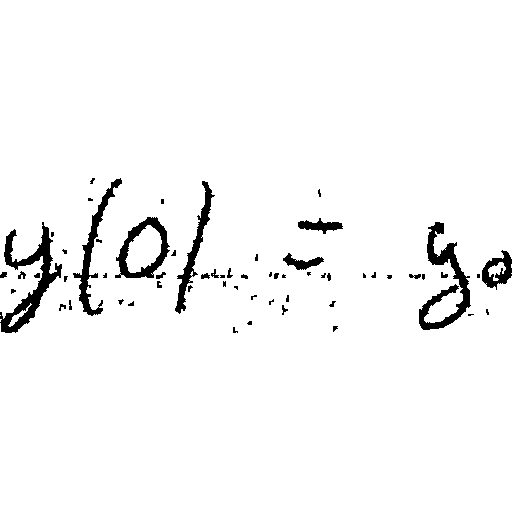 y(0) = y₀